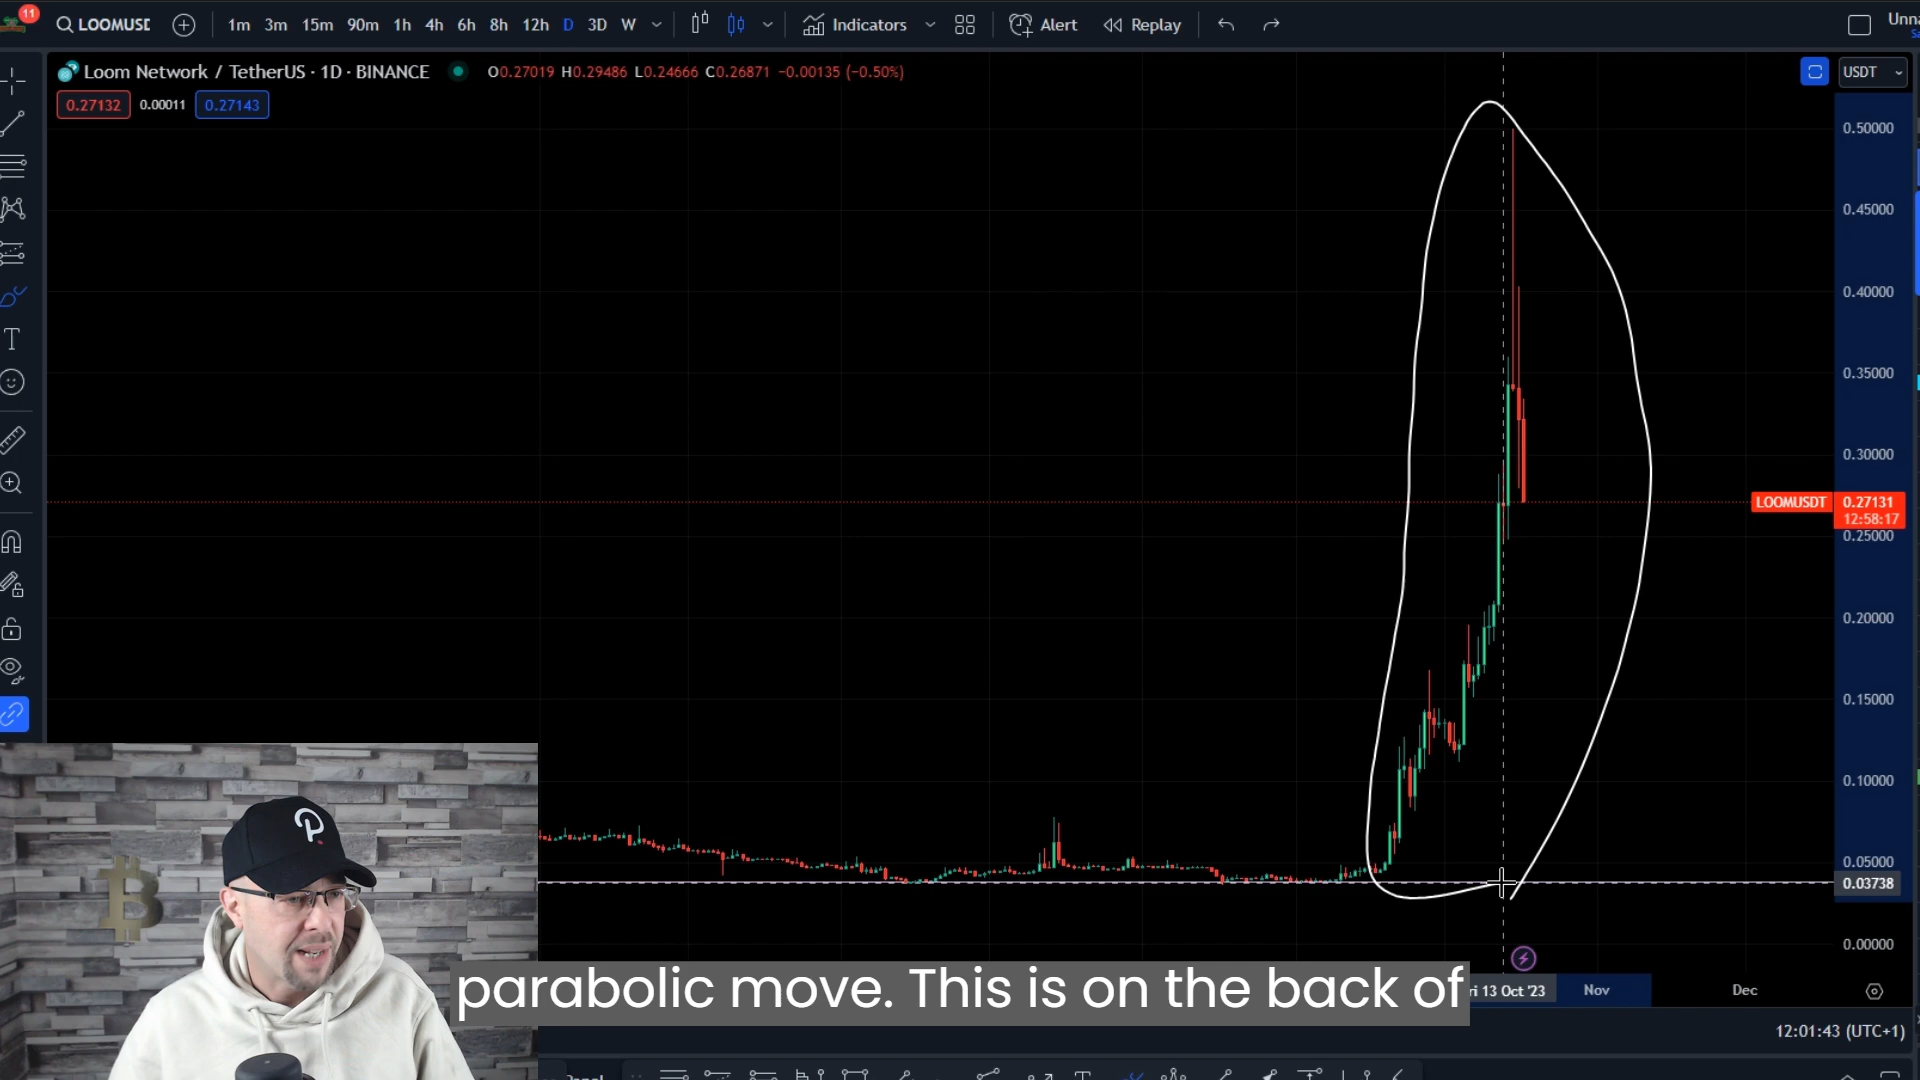 11
LOOMUSD 1m 3m 15m 90m 1h 4h 6h 8h 12h D 3D W Indicators Alert Replay
Loom Network / TetherUS · 1D · BINANCE O0.27019 H0.29486 L0.24666 C0.26871 −0.00135 (−0.50%)
USDT
0.27132 0.00011 0.27143
0.50000
0.45000
0.40000
0.35000
0.30000
LOOMUSDT 0.27131
12:58:17
0.25000
0.20000
0.15000
0.10000
0.05000
0.03738
0.00000
parabolic move. This is on the back of
13 Oct '23 Nov Dec
12:01:43 (UTC+1)